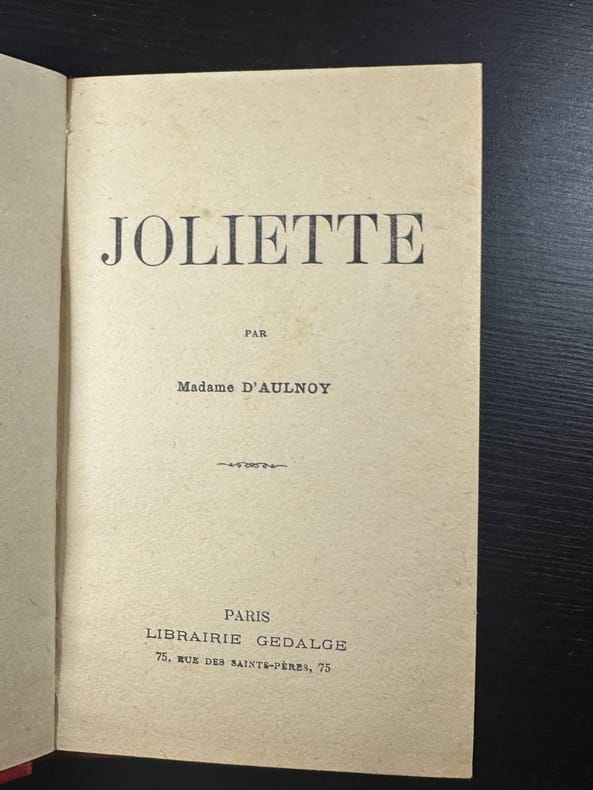 JOLIETTE
PAR
Madame D'AULNOY
PARIS
LIBRAIRIE GEDALGE
75, RUE DES SAINTS-PÈRES, 75